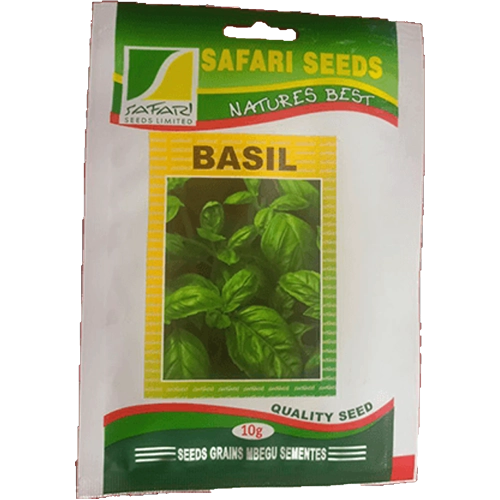 SAFARI SEEDS
NATURES BEST
SAFARI
SEEDS LIMITED
BASIL
QUALITY SEED
10g
SEEDS GRAINS MBEGU SEMENTES